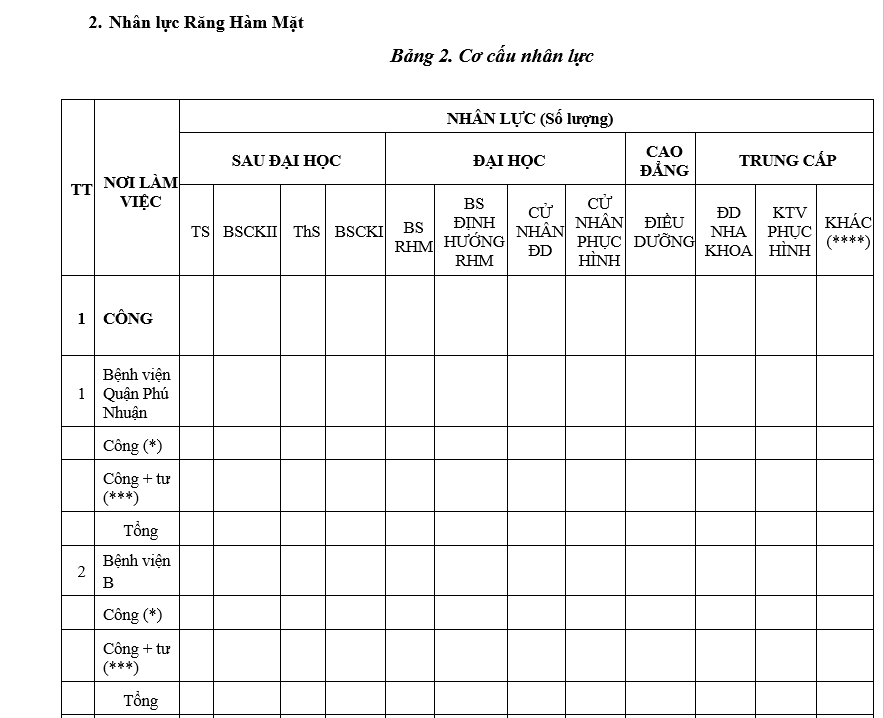 2. Nhân lực Răng Hàm Mặt
Bảng 2. Cơ cấu nhân lực
TT
NƠI LÀM
VIỆC
NHÂN LỰC (Số lượng)
SAU ĐẠI HỌC
ĐẠI HỌC
CAO
ĐẲNG
TRUNG CẤP
TS
BSCKII
ThS
BSCKI
BS
RHM
BS
ĐỊNH
HƯỚNG
RHM
CỬ
NHÂN
ĐD
CỬ
NHÂN
PHỤC
HÌNH
ĐIỀU
DƯỠNG
ĐD
NHA
KHOA
KTV
PHỤC
HÌNH
KHÁC
(****)
1 CÔNG
1 Bệnh viện
Quận Phú
Nhuận
Công (*)
Công + tư
(***)
Tổng
2 Bệnh viện
B
Công (*)
Công + tư
(***)
Tổng